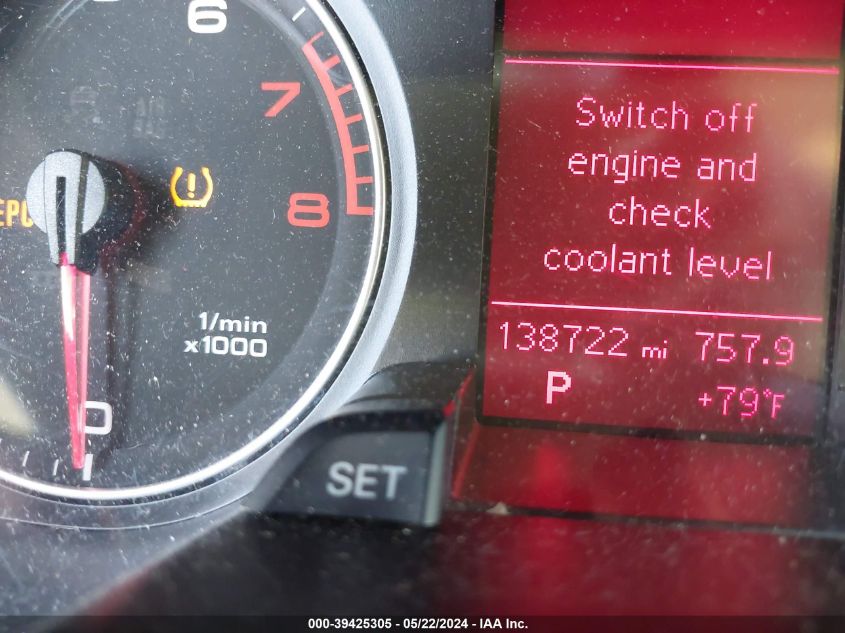 6
7
8
EPC
1/min
x1000
0
SET
Switch off
engine and
check
coolant level
138722 mi 757.9
P
+79°F
000-39425305 - 05/22/2024 - IAA Inc.